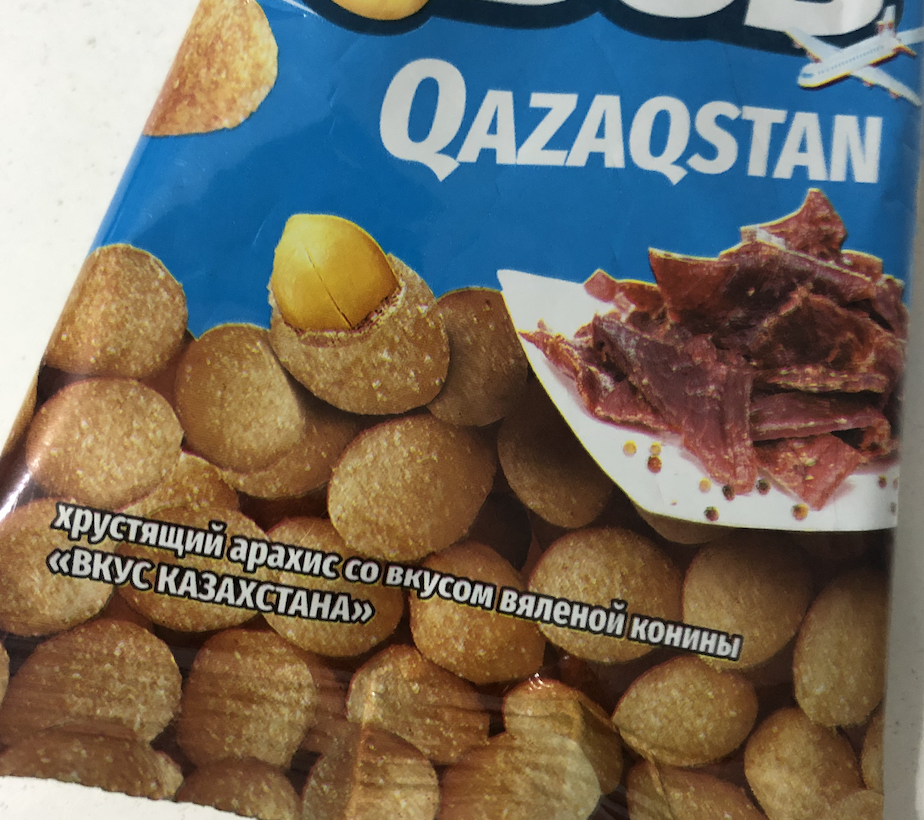 QAZAQSTAN
хрустящий арахис со вкусом вяленой конины
«ВКУС КАЗАХСТАНА»